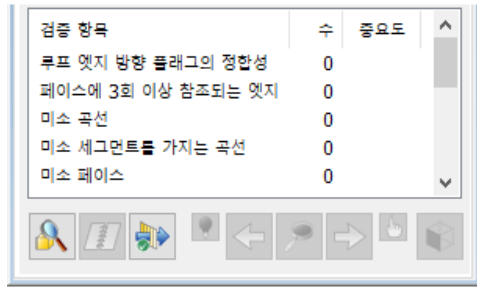 검증 항목 수 중요도
루프 엣지 방향 플래그의 정합성 0
페이스에 3회 이상 참조되는 엣지 0
미소 곡선 0
미소 세그먼트를 가지는 곡선 0
미소 페이스 0